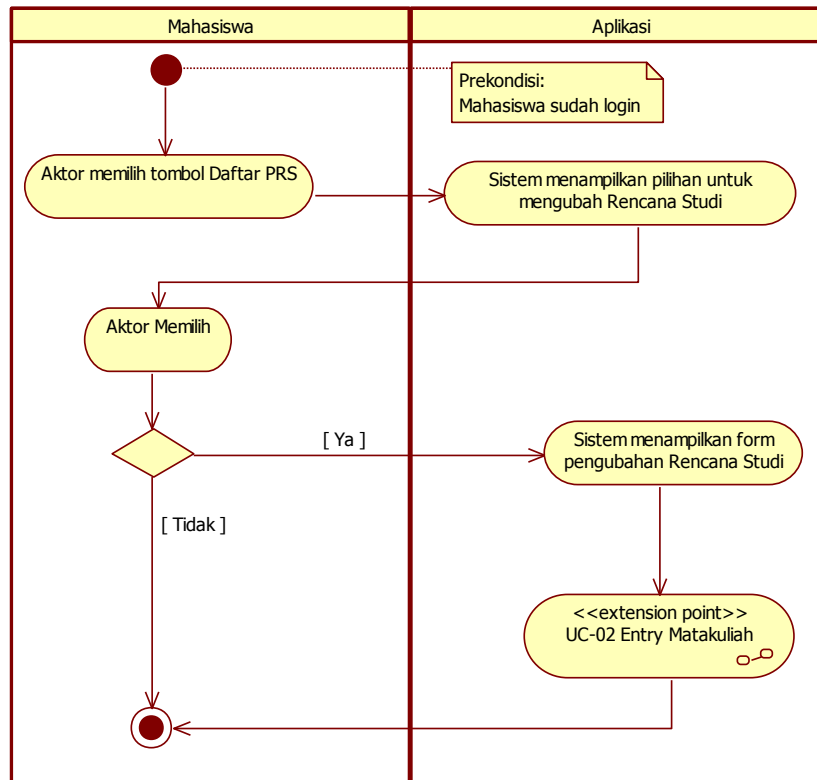 Mahasiswa
Aplikasi
Prekondisi:
Mahasiswa sudah login
Aktor memilih tombol Daftar PRS
Sistem menampilkan pilihan untuk
mengubah Rencana Studi
Aktor Memilih
[ Ya ]
Sistem menampilkan form
pengubahan Rencana Studi
[ Tidak ]
<<extension point>>
UC-02 Entry Matakuliah